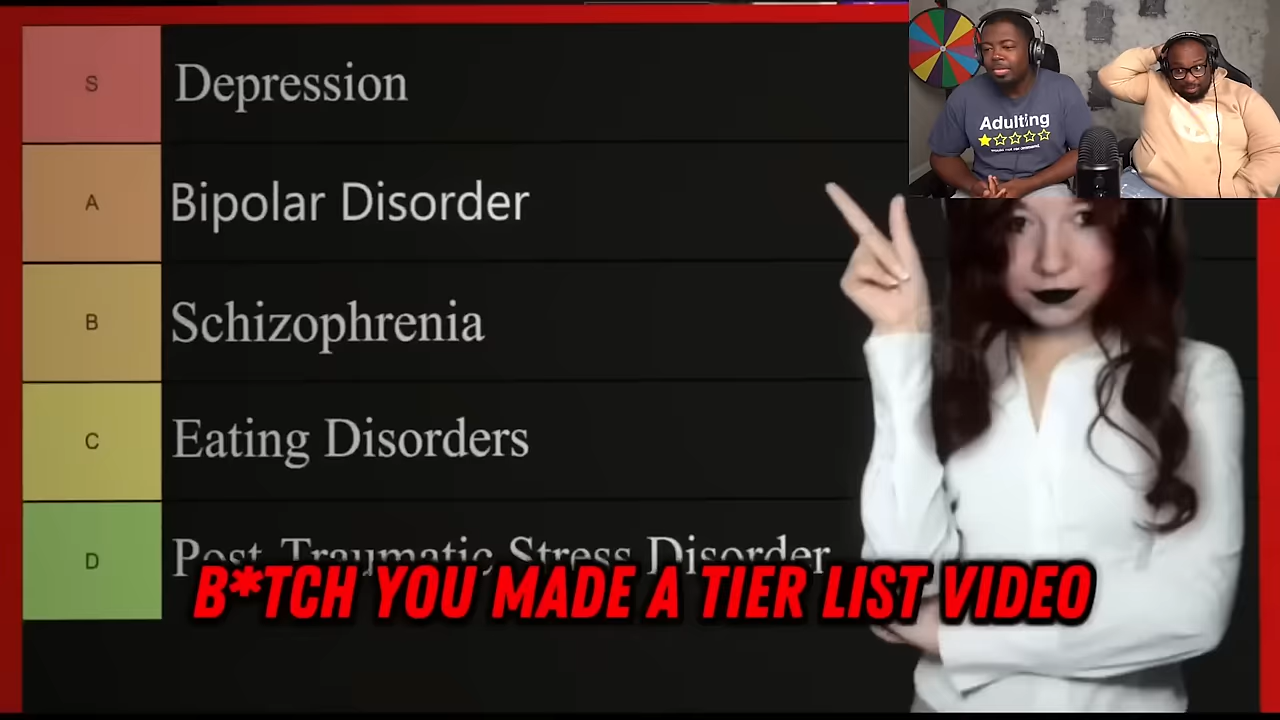 S
Depression
A
Bipolar Disorder
B
Schizophrenia
C
Eating Disorders
D
Post-Traumatic Stress Disorder
B*TCH YOU MADE A TIER LIST VIDEO
Adulting